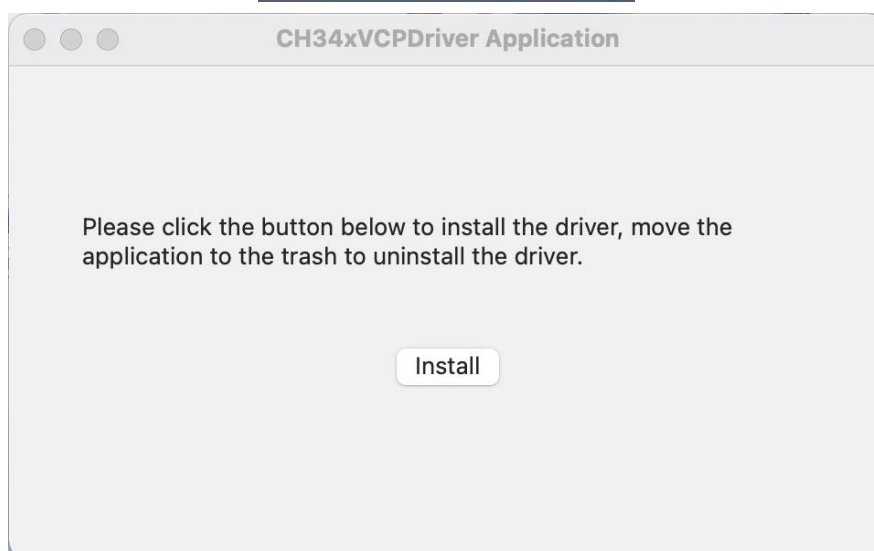 CH34xVCPDriver Application
Please click the button below to install the driver, move the
application to the trash to uninstall the driver.
Install